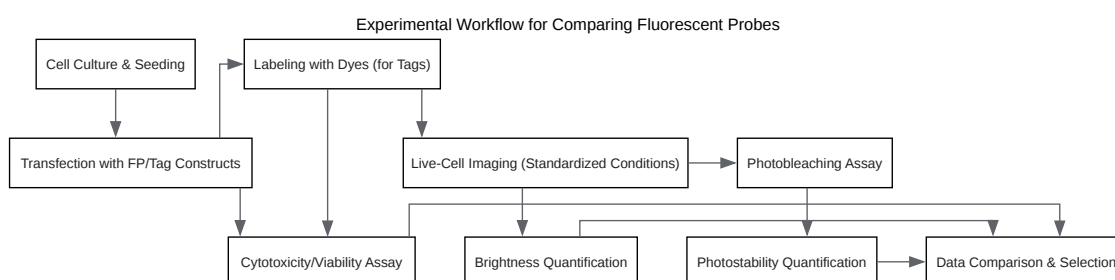 Experimental Workflow for Comparing Fluorescent Probes
Cell Culture & Seeding
Labeling with Dyes (for Tags)
Transfection with FP/Tag Constructs
Live-Cell Imaging (Standardized Conditions)
Photobleaching Assay
Cytotoxicity/Viability Assay
Brightness Quantification
Photostability Quantification
Data Comparison & Selection